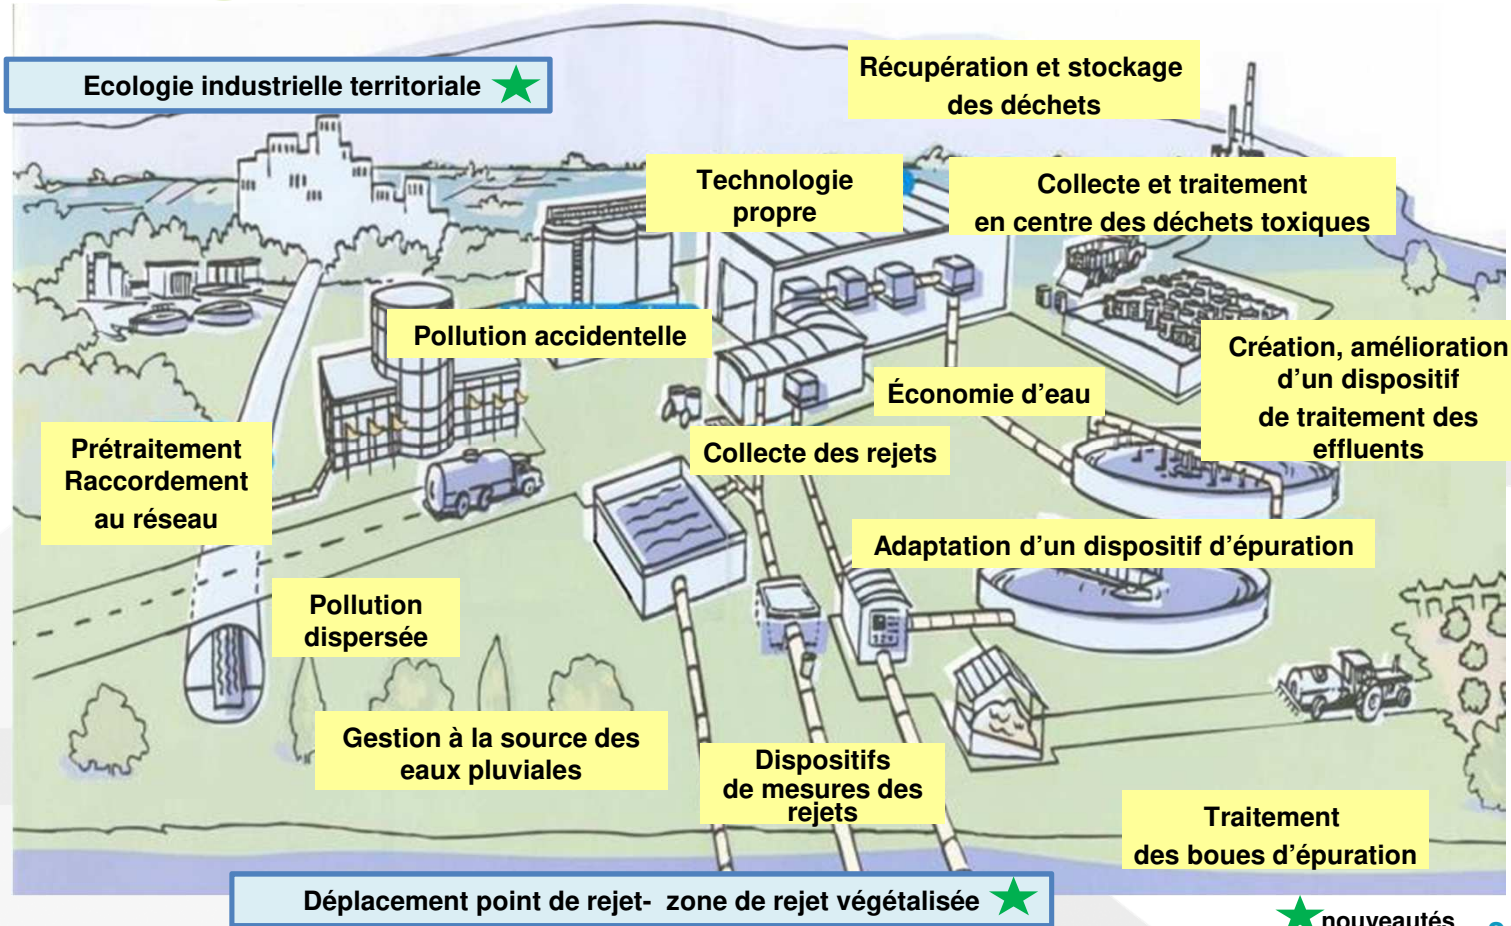 Ecologie industrielle territoriale
Récupération et stockage
des déchets
Technologie
propre
Collecte et traitement
en centre des déchets toxiques
Pollution accidentelle
Création, amélioration
d’un dispositif
de traitement des
effluents
Économie d’eau
Prétraitement
Raccordement
au réseau
Collecte des rejets
Adaptation d’un dispositif d’épuration
Pollution
dispersée
Gestion à la source des
eaux pluviales
Dispositifs
de mesures des
rejets
Traitement
des boues d’épuration
Déplacement point de rejet- zone de rejet végétalisée
nouveautés